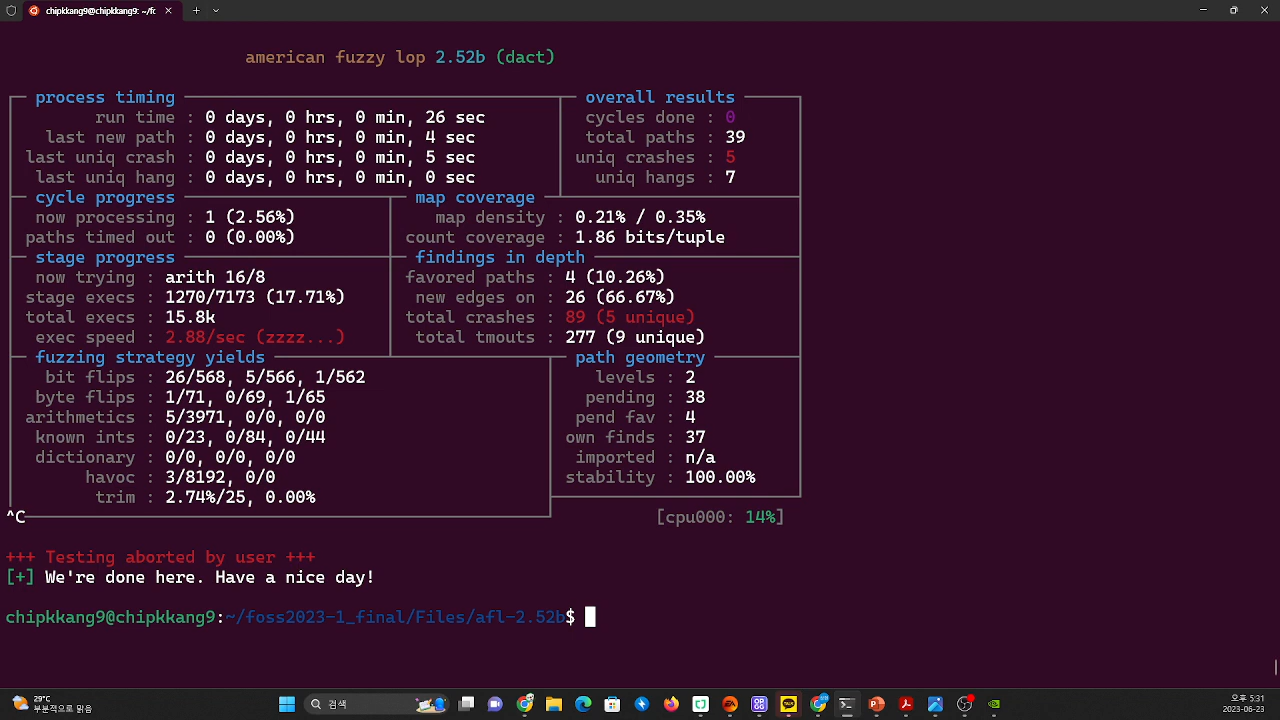 chipkkang9@chipkkang9: ~/fc
american fuzzy lop 2.52b (dact)
process timing
run time : 0 days, 0 hrs, 0 min, 26 sec
last new path : 0 days, 0 hrs, 0 min, 4 sec
last uniq crash : 0 days, 0 hrs, 0 min, 5 sec
last uniq hang : 0 days, 0 hrs, 0 min, 0 sec
overall results
cycles done : 0
total paths : 39
uniq crashes : 5
uniq hangs : 7
cycle progress
now processing : 1 (2.56%)
paths timed out : 0 (0.00%)
map coverage
map density : 0.21% / 0.35%
count coverage : 1.86 bits/tuple
stage progress
now trying : arith 16/8
stage execs : 1270/7173 (17.71%)
total execs : 15.8k
exec speed : 2.88/sec (zzzz...)
findings in depth
favored paths : 4 (10.26%)
new edges on : 26 (66.67%)
total crashes : 89 (5 unique)
total tmouts : 277 (9 unique)
fuzzing strategy yields
bit flips : 26/568, 5/566, 1/562
byte flips : 1/71, 0/69, 1/65
arithmetics : 5/3971, 0/0, 0/0
known ints : 0/23, 0/84, 0/44
dictionary : 0/0, 0/0, 0/0
havoc : 3/8192, 0/0
trim : 2.74%/25, 0.00%
path geometry
levels : 2
pending : 38
pend fav : 4
own finds : 37
imported : n/a
stability : 100.00%
^C
[cpu000: 14%]
+++ Testing aborted by user +++
[+] We're done here. Have a nice day!
chipkkang9@chipkkang9:~/foss2023-1_final/Files/afl-2.52b$
29°C
부분적으로 맑음
검색
오후 5:31
2023-06-23